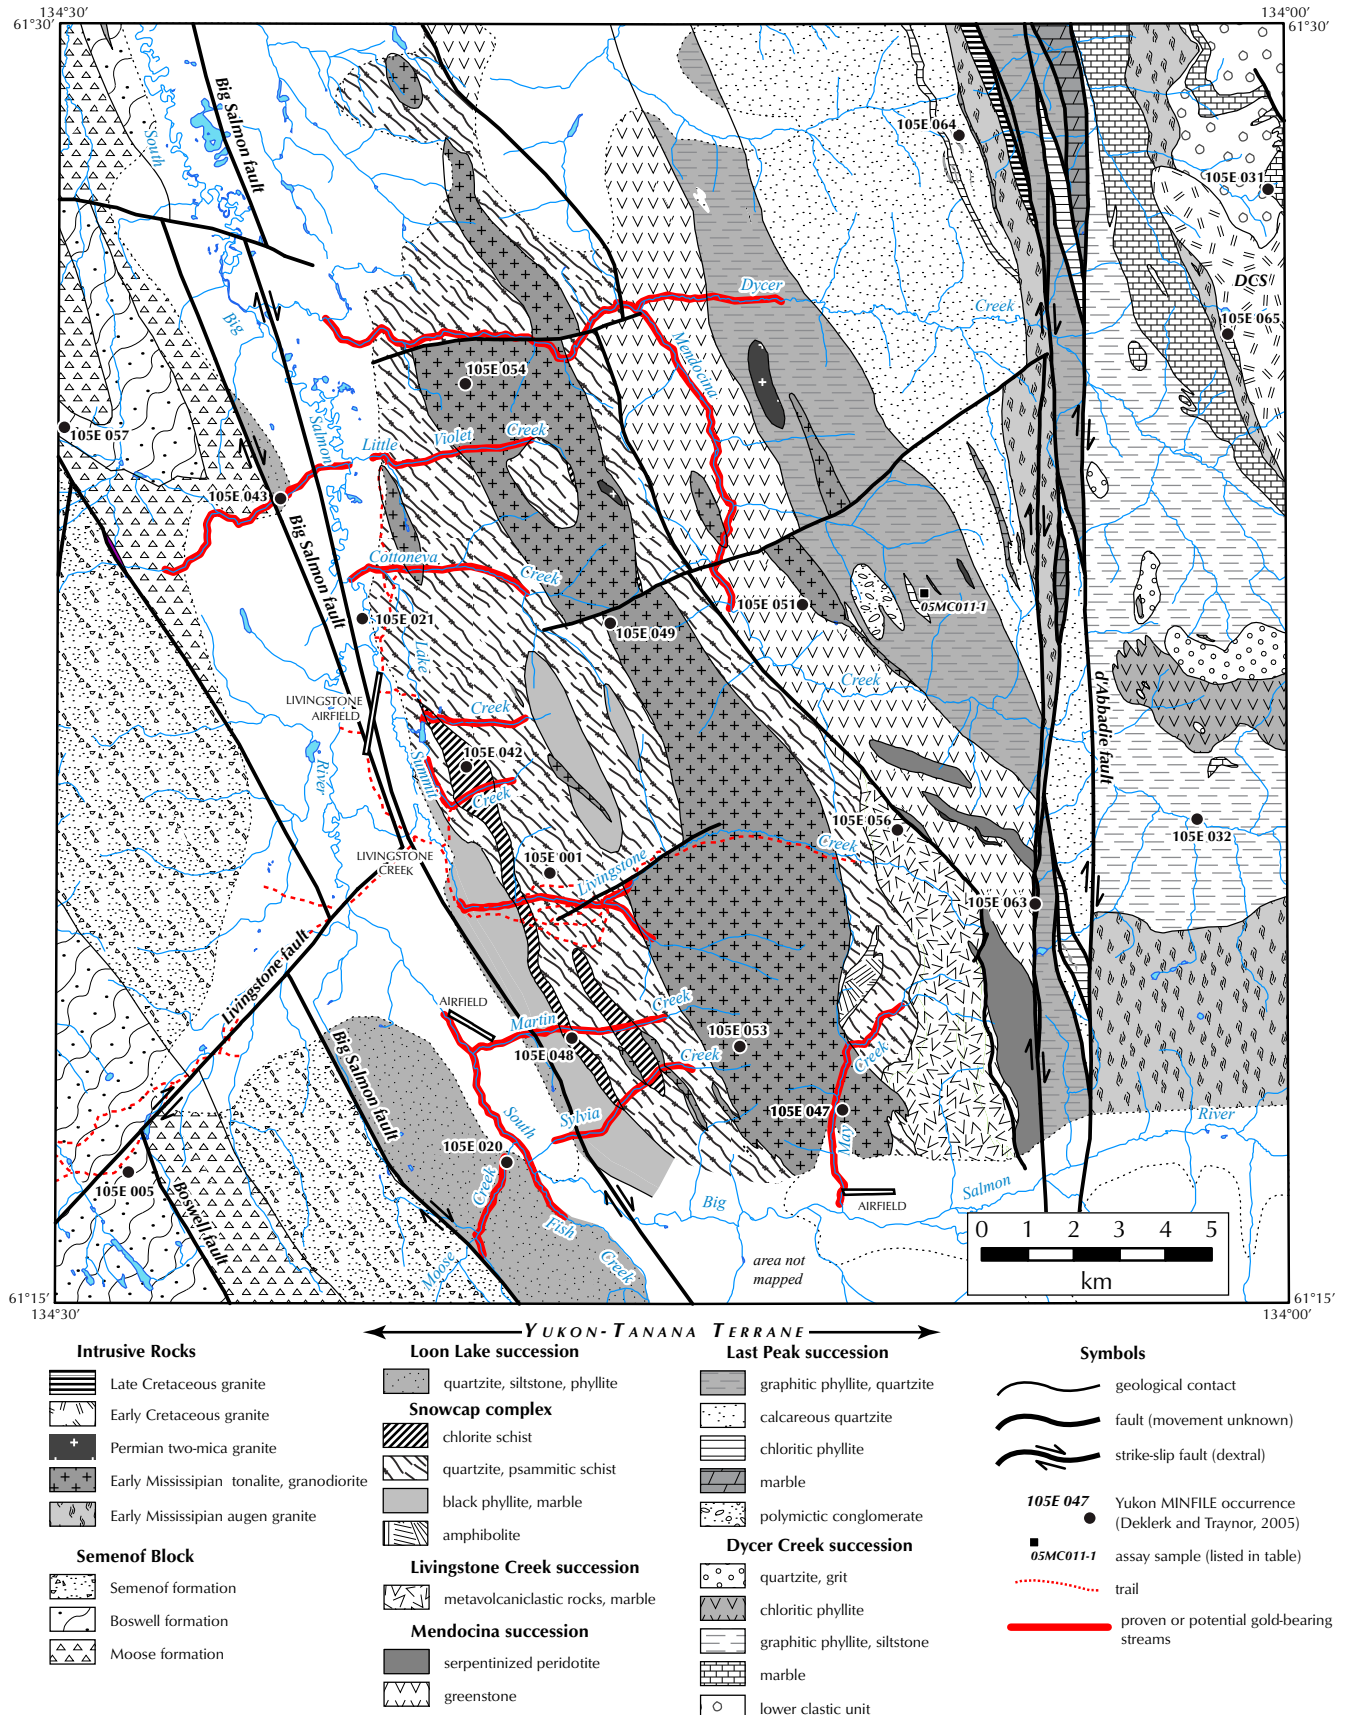 134°30′
134°00′
61°30′
61°30′
Big Salmon fault
South
105E 064
105E 031
DCS
Dycer
Creek
105E 065
Big
Mendocina
105E 054
Salmon
105E 057
Little
Violet
Creek
105E 043
Big Salmon fault
Cottoneva
Creek
105E 021
105E 051
05MC011-1
105E 049
Lake
Creek
d'Abbadie fault
LIVINGSTONE
AIRFIELD
Creek
105E 042
Summit
Creek
River
105E 056
105E 032
LIVINGSTONE
CREEK
105E 001
Livingstone
Creek
105E 063
Livingstone fault
AIRFIELD
Creek
Martin
105E 048
105E 053
Creek
Creek
Big Salmon fault
South
Sylvia
105E 047
River
105E 020
May
105E 005
Creek
Boswell fault
Big
Salmon
AIRFIELD
Fish
Creek
Moose
area not
mapped
0 1 2 3 4 5
km
61°15′
61°15′
134°30′
134°00′
YUKON-TANANA TERRANE
Intrusive Rocks
Late Cretaceous granite
Early Cretaceous granite
Permian two-mica granite
Early Mississipian tonalite, granodiorite
Early Missisipian augen granite
Semenof Block
Semenof formation
Boswell formation
Moose formation
Loon Lake succession
quartzite, siltstone, phyllite
Snowcap complex
chlorite schist
quartzite, psammitic schist
black phyllite, marble
amphibolite
Livingstone Creek succession
metavolcaniclastic rocks, marble
Mendocina succession
serpentinized peridotite
greenstone
Last Peak succession
graphitic phyllite, quartzite
calcareous quartzite
chloritic phyllite
marble
polymictic conglomerate
Dycer Creek succession
quartzite, grit
chloritic phyllite
graphitic phyllite, siltstone
marble
lower clastic unit
Symbols
geological contact
fault (movement unknown)
strike-slip fault (dextral)
105E 047
Yukon MINFILE occurrence
(Deklerk and Traynor, 2005)
05MC011-1
assay sample (listed in table)
trail
proven or potential gold-bearing
streams